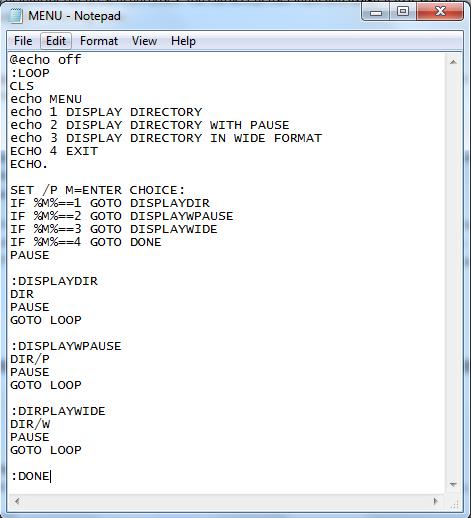 MENU - Notepad
File Edit Format View Help
@echo off
:LOOP
CLS
echo MENU
echo 1 DISPLAY DIRECTORY
echo 2 DISPLAY DIRECTORY WITH PAUSE
echo 3 DISPLAY DIRECTORY IN WIDE FORMAT
ECHO 4 EXIT
ECHO.
SET /P M=ENTER CHOICE:
IF %M%==1 GOTO DISPLAYDIR
IF %M%==2 GOTO DISPLAYWPAUSE
IF %M%==3 GOTO DISPLAYWIDE
IF %M%==4 GOTO DONE
PAUSE
:DISPLAYDIR
DIR
PAUSE
GOTO LOOP
:DISPLAYWPAUSE
DIR/P
PAUSE
GOTO LOOP
:DIRPLAYWIDE
DIR/W
PAUSE
GOTO LOOP
:DONE